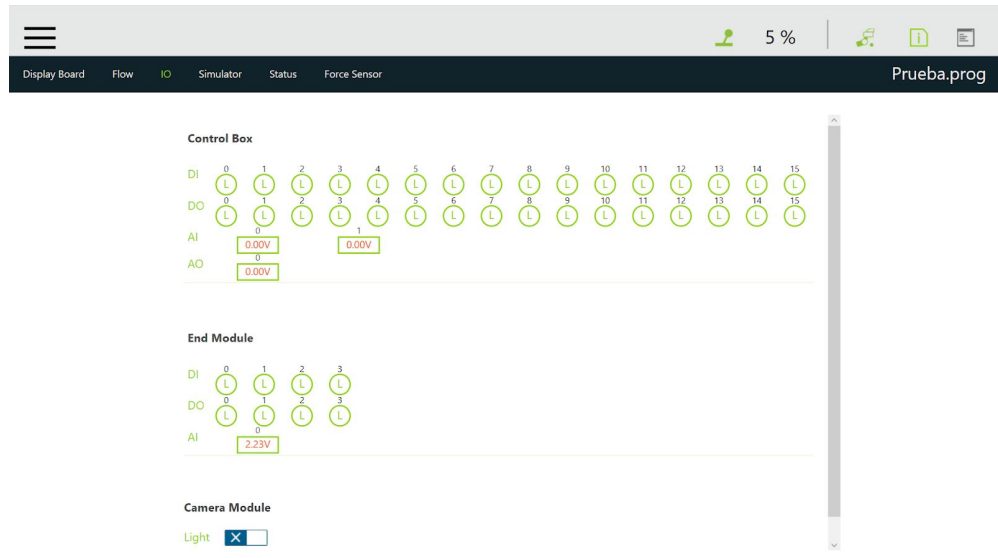 5 %
Display Board Flow IO Simulator Status Force Sensor Prueba.prog
Control Box
0 1 2 3 4 5 6 7 8 9 10 11 12 13 14 15
DI L L L L L L L L L L L L L L L L
0 1 2 3 4 5 6 7 8 9 10 11 12 13 14 15
DO L L L L L L L L L L L L L L L L
0 1
AI 0.00V 0.00V
0
AO 0.00V
End Module
0 1 2 3
DI L L L L
0 1 2 3
DO L L L L
0
AI 2.23V
Camera Module
Light